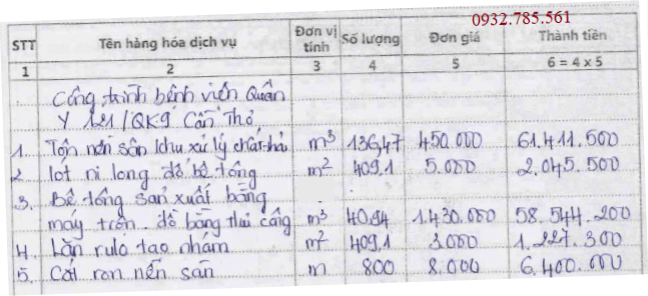 0932.785.561
STT Tên hàng hóa dịch vụ Đơn vị tính Số lượng Đơn giá Thành tiền
1 2 3 4 5 6 = 4 x 5
Công trình bệnh viện Quân
Y 121/QK9 Cần Thơ
1. Tôn nền sân khu xử lý chất thải m³ 136,47 450.000 61.411.500
2 lót ni long đổ bê tông m² 409,1 5.000 2.045.500
3. Bê tông sản xuất bằng
máy trộn. đổ bằng thủ công m³ 40.94 1.430.000 58.544.200
4. Lăn rulo tạo nhám m² 409,1 3.000 1.227.300
5. Cắt ron nền sân m 800 8.000 6.400.000